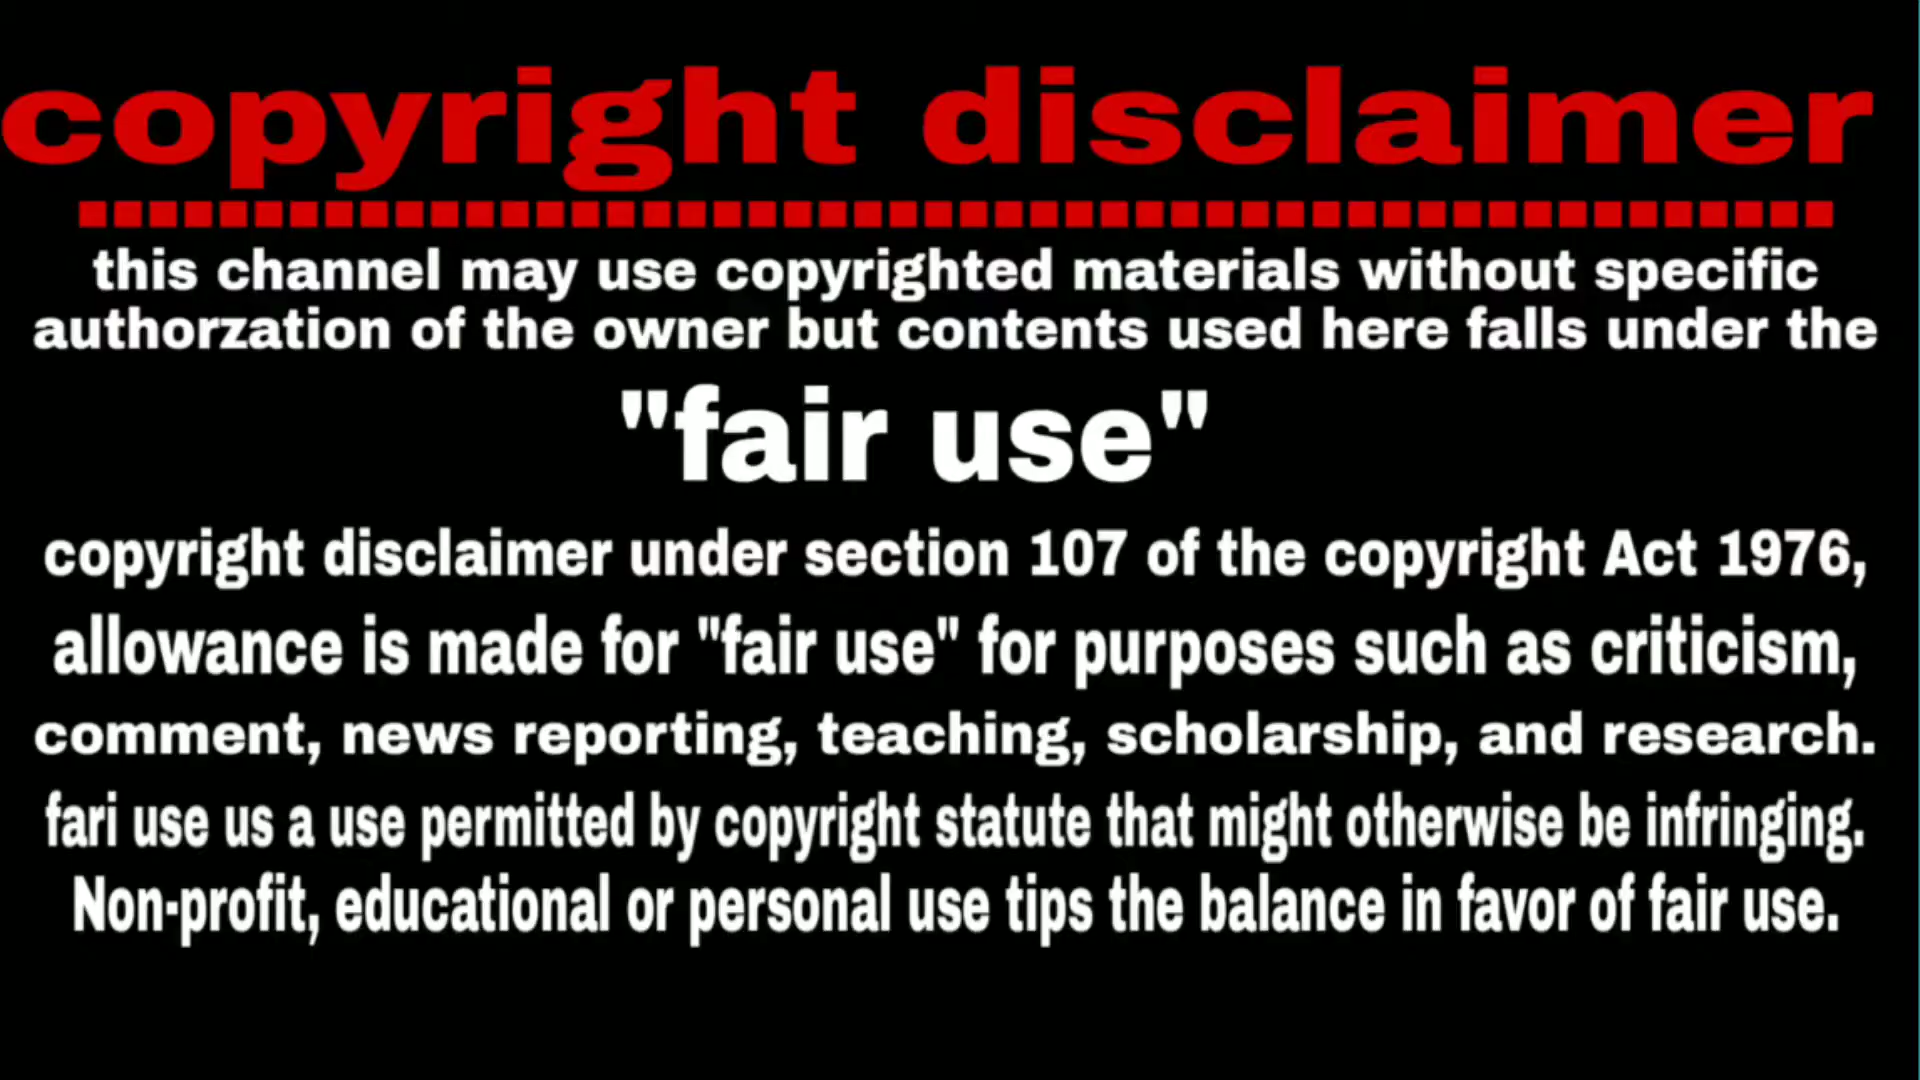 copyright disclaimer
this channel may use copyrighted materials without specific
authorzation of the owner but contents used here falls under the
"fair use"
copyright disclaimer under section 107 of the copyright Act 1976,
allowance is made for "fair use" for purposes such as criticism,
comment, news reporting, teaching, scholarship, and research.
fari use us a use permitted by copyright statute that might otherwise be infringing.
Non-profit, educational or personal use tips the balance in favor of fair use.